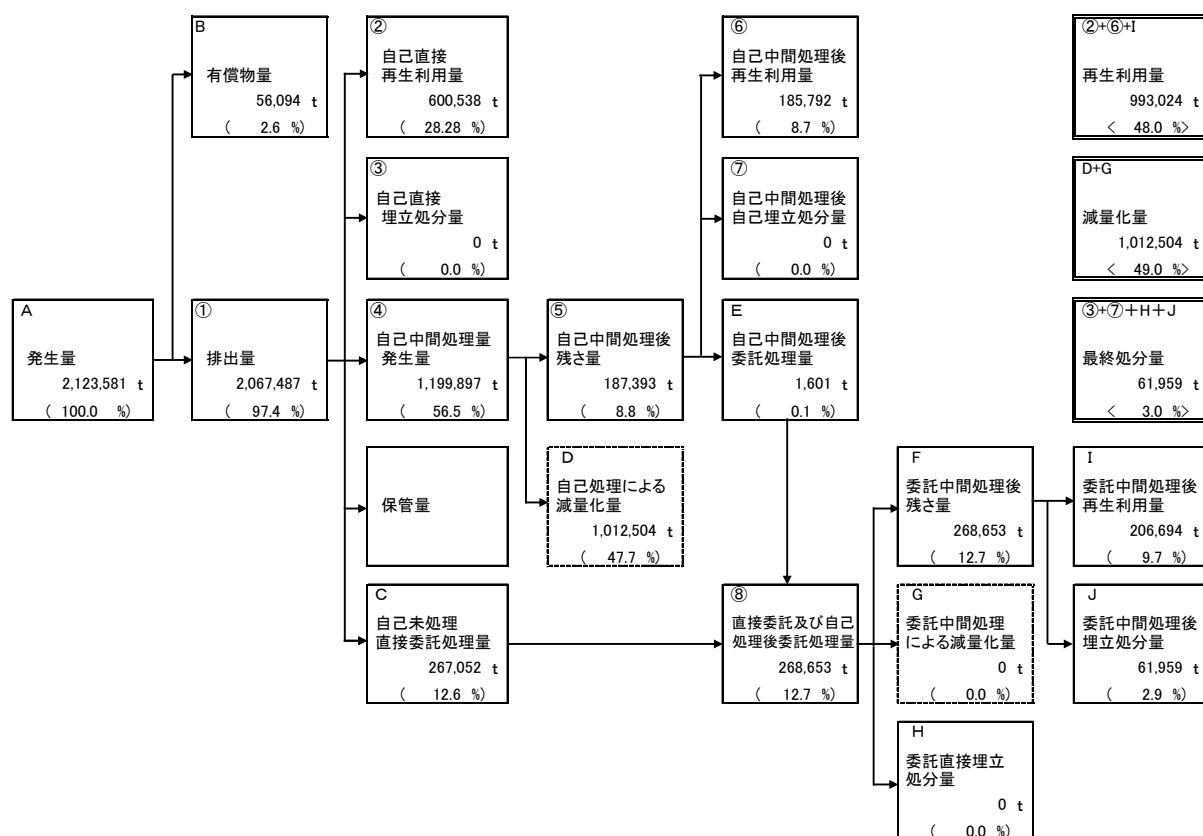 B
有償物量
56,094 t
( 2.6 %)
②
自己直接
再生利用量
600,538 t
( 28.28 %)
⑥
自己中間処理後
再生利用量
185,792 t
( 8.7 %)
②+⑥+I
再生利用量
993,024 t
< 48.0 %>
③
自己直接
埋立処分量
0 t
( 0.0 %)
⑦
自己中間処理後
自己埋立処分量
0 t
( 0.0 %)
D+G
減量化量
1,012,504 t
< 49.0 %>
A
発生量
2,123,581 t
( 100.0 %)
①
排出量
2,067,487 t
( 97.4 %)
④
自己中間処理量
発生量
1,199,897 t
( 56.5 %)
⑤
自己中間処理後
残さ量
187,393 t
( 8.8 %)
E
自己中間処理後
委託処理量
1,601 t
( 0.1 %)
③+⑦+H+J
最終処分量
61,959 t
< 3.0 %>
保管量
D
自己処理による
減量化量
1,012,504 t
( 47.7 %)
F
委託中間処理後
残さ量
268,653 t
( 12.7 %)
I
委託中間処理後
再生利用量
206,694 t
( 9.7 %)
C
自己未処理
直接委託処理量
267,052 t
( 12.6 %)
⑧
直接委託及び自己
処理後委託処理量
268,653 t
( 12.7 %)
G
委託中間処理
による減量化量
0 t
( 0.0 %)
J
委託中間処理後
埋立処分量
61,959 t
( 2.9 %)
H
委託直接埋立
処分量
0 t
( 0.0 %)